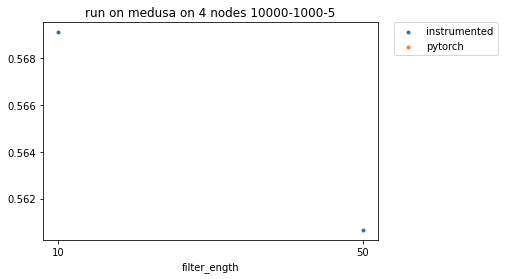 run on medusa on 4 nodes 10000-1000-5
instrumented
pytorch
0.568
0.566
0.564
0.562
10 50
filter_ength